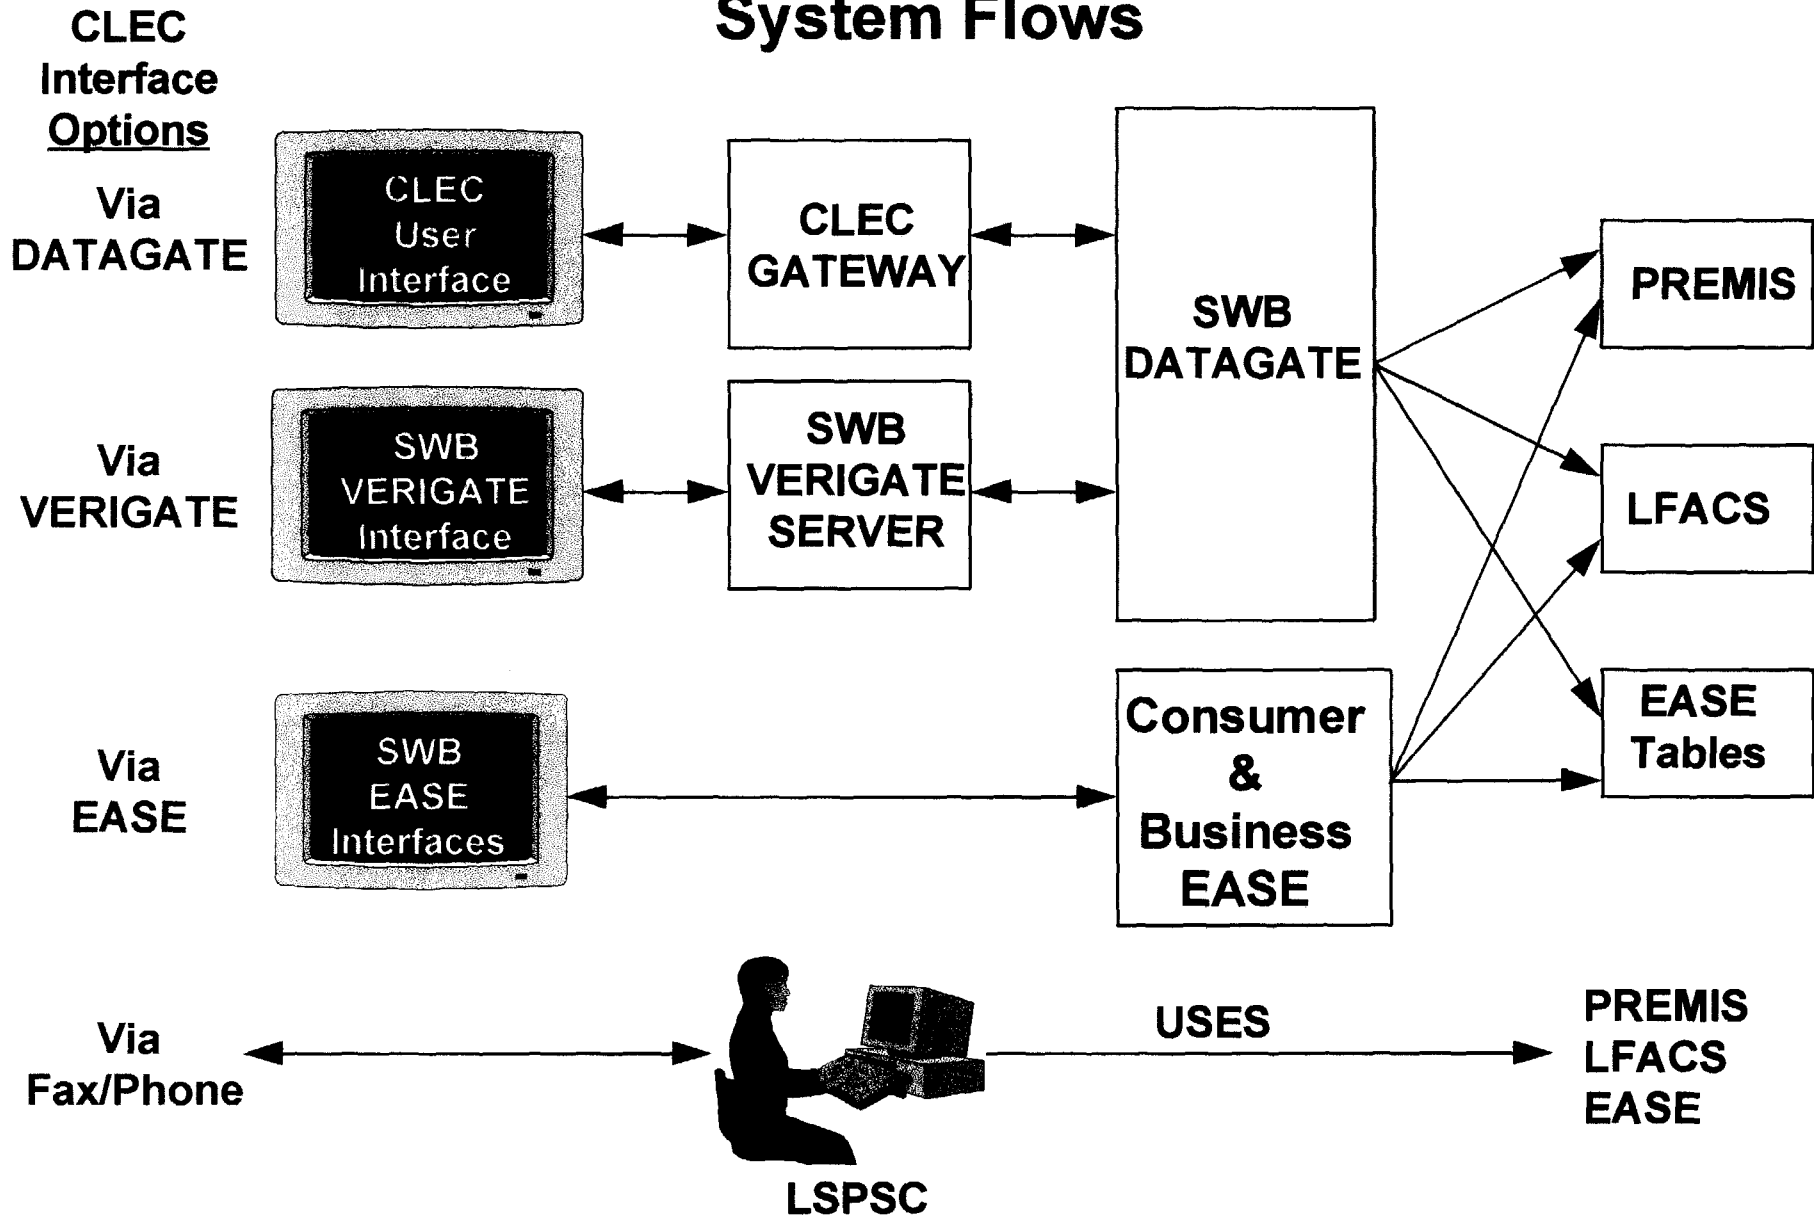 System Flows
CLEC
Interface
Options
Via
DATAGATE
CLEC
User
Interface
CLEC
GATEWAY
SWB
DATAGATE
PREMIS
Via
VERIGATE
SWB
VERIGATE
Interface
SWB
VERIGATE
SERVER
LFACS
Via
EASE
SWB
EASE
Interfaces
Consumer
&
Business
EASE
EASE
Tables
Via
Fax/Phone
LSPSC
USES
PREMIS
LFACS
EASE